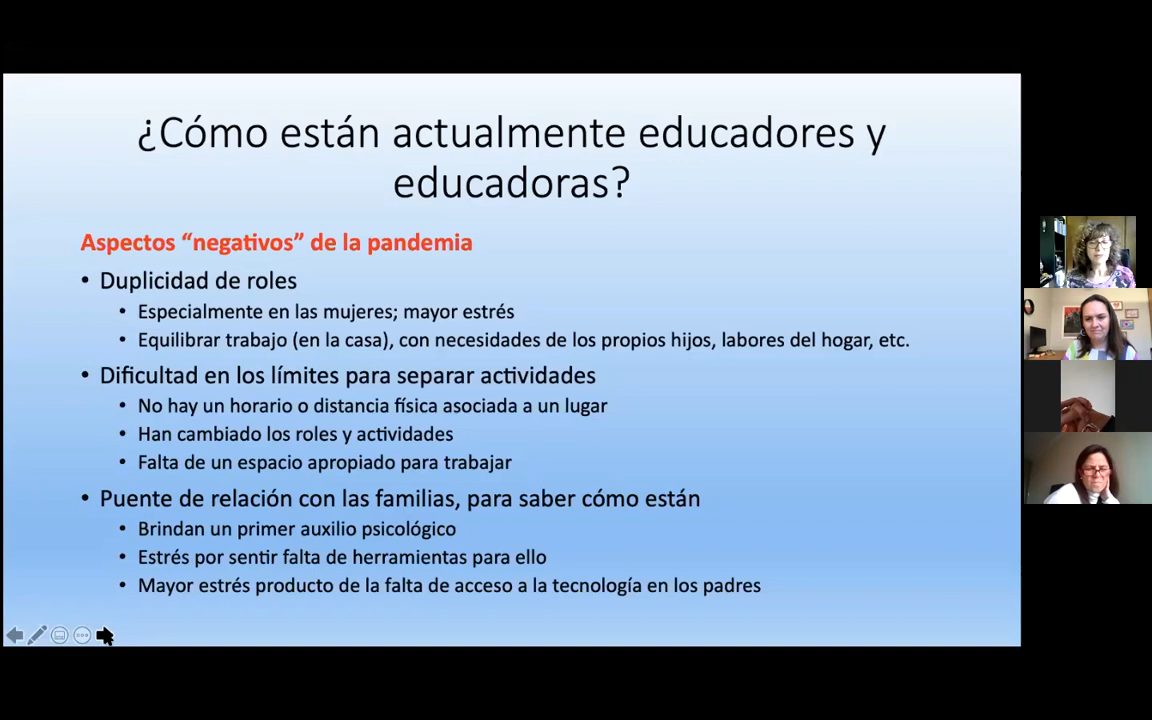 ¿Cómo están actualmente educadores y
educadoras?
Aspectos “negativos” de la pandemia
• Duplicidad de roles
• Especialmente en las mujeres; mayor estrés
• Equilibrar trabajo (en la casa), con necesidades de los propios hijos, labores del hogar, etc.
• Dificultad en los límites para separar actividades
• No hay un horario o distancia física asociada a un lugar
• Han cambiado los roles y actividades
• Falta de un espacio apropiado para trabajar
• Puente de relación con las familias, para saber cómo están
• Brindan un primer auxilio psicológico
• Estrés por sentir falta de herramientas para ello
• Mayor estrés producto de la falta de acceso a la tecnología en los padres